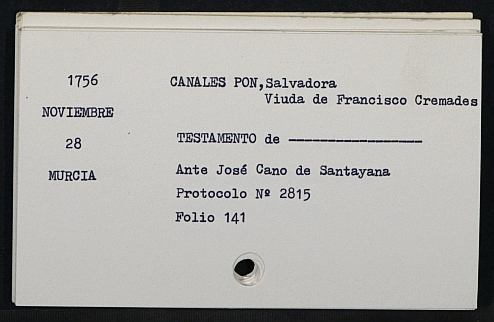 1756 CANALES PON,Salvadora
Viuda de Francisco Cremades
NOVIEMBRE
28 TESTAMENTO de -----------------
MURCIA Ante José Cano de Santayana
Protocolo Nº 2815
Folio 141